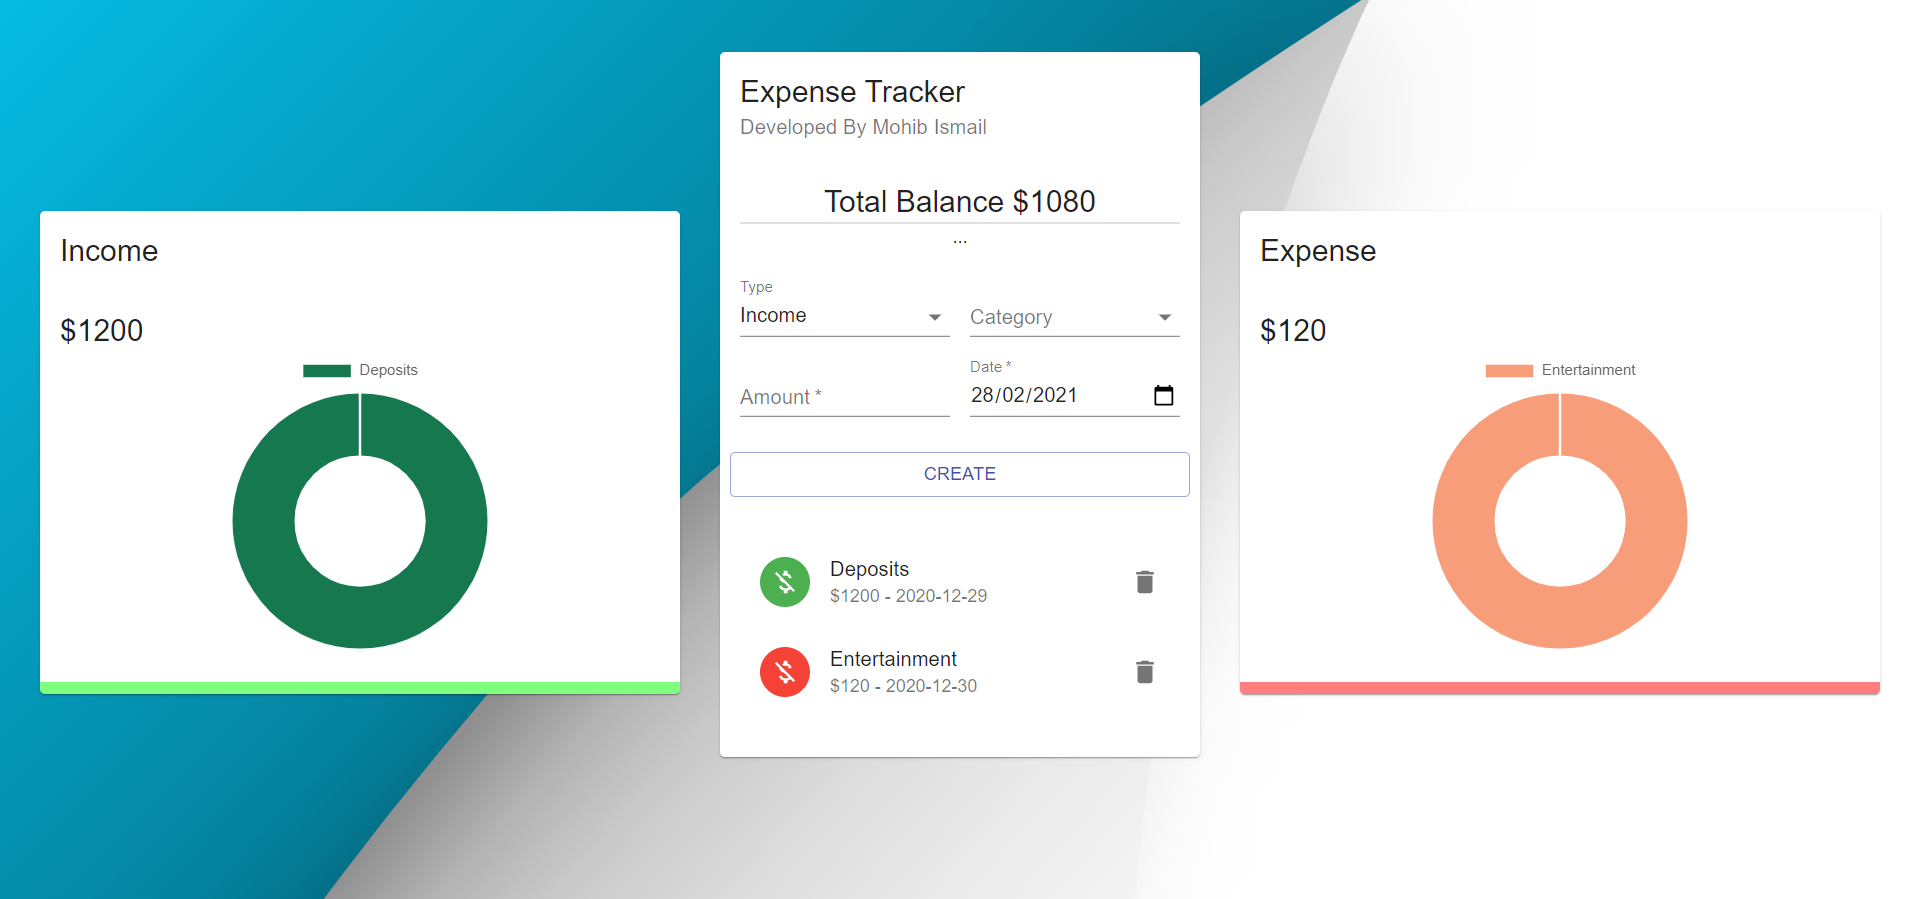 Income
$1200
Deposits
Expense Tracker
Developed By Mohib Ismail
Total Balance $1080
...
Type
Income
Category
Amount *
Date *
28/02/2021
CREATE
Deposits
$1200 - 2020-12-29
Entertainment
$120 - 2020-12-30
Expense
$120
Entertainment